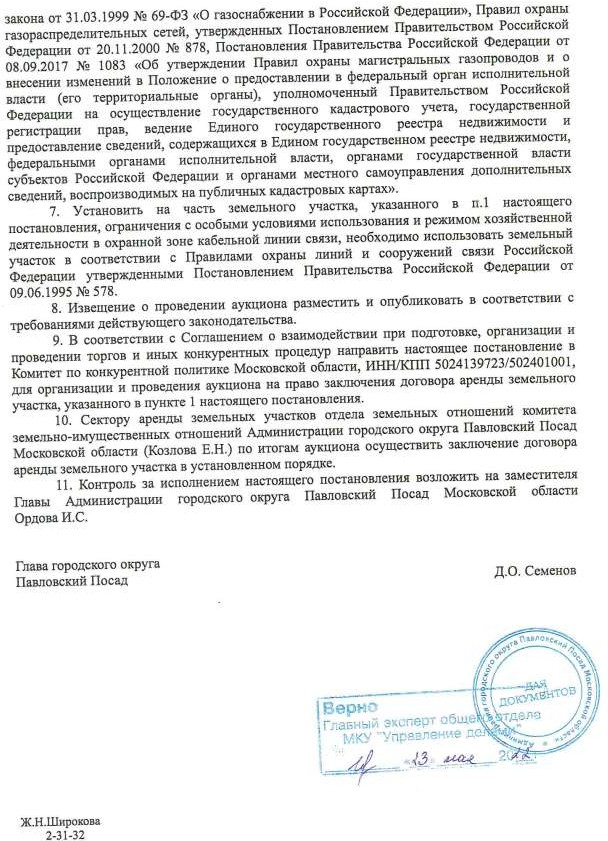 закона от 31.03.1999 № 69-ФЗ «О газоснабжении в Российской Федерации», Правил охраны
газораспределительных сетей, утвержденных Постановлением Правительством Российской
Федерации от 20.11.2000 № 878, Постановления Правительства Российской Федерации от
08.09.2017 № 1083 «Об утверждении Правил охраны магистральных газопроводов и о
внесении изменений в Положение о предоставлении в федеральный орган исполнительной
власти (его территориальные органы), уполномоченный Правительством Российской
Федерации на осуществление государственного кадастрового учета, государственной
регистрации прав, ведение Единого государственного реестра недвижимости и
предоставление сведений, содержащихся в Едином государственном реестре недвижимости,
федеральными органами исполнительной власти, органами государственной власти
субъектов Российской Федерации и органами местного самоуправления дополнительных
сведений, воспроизводимых на публичных кадастровых картах».
7. Установить на часть земельного участка, указанного в п.1 настоящего
постановления, ограничения с особыми условиями использования и режимом хозяйственной
деятельности в охранной зоне кабельной линии связи, необходимо использовать земельный
участок в соответствии с Правилами охраны линий и сооружений связи Российской
Федерации утвержденными Постановлением Правительства Российской Федерации от
09.06.1995 № 578.
8. Извещение о проведении аукциона разместить и опубликовать в соответствии с
требованиями действующего законодательства.
9. В соответствии с Соглашением о взаимодействии при подготовке, организации и
проведении торгов и иных конкурентных процедур направить настоящее постановление в
Комитет по конкурентной политике Московской области, ИНН/КПП 5024139723/502401001,
для организации и проведения аукциона на право заключения договора аренды земельного
участка, указанного в пункте 1 настоящего постановления.
10. Сектору аренды земельных участков отдела земельных отношений комитета
земельно-имущественных отношений Администрации городского округа Павловский Посад
Московской области (Козлова Е.Н.) по итогам аукциона осуществить заключение договора
аренды земельного участка в установленном порядке.
11. Контроль за исполнением настоящего постановления возложить на заместителя
Главы Администрации городского округа Павловский Посад Московской области
Ордова И.С.
Глава городского округа
Павловский Посад
Д.О. Семенов
Администрация городского округа Павловский Посад Московской области
ДЛЯ
ДОКУМЕНТОВ
Верно
Главный эксперт общего отдела
МКУ "Управление делами"
«23» мая 2022
Ж.Н.Широкова
2-31-32